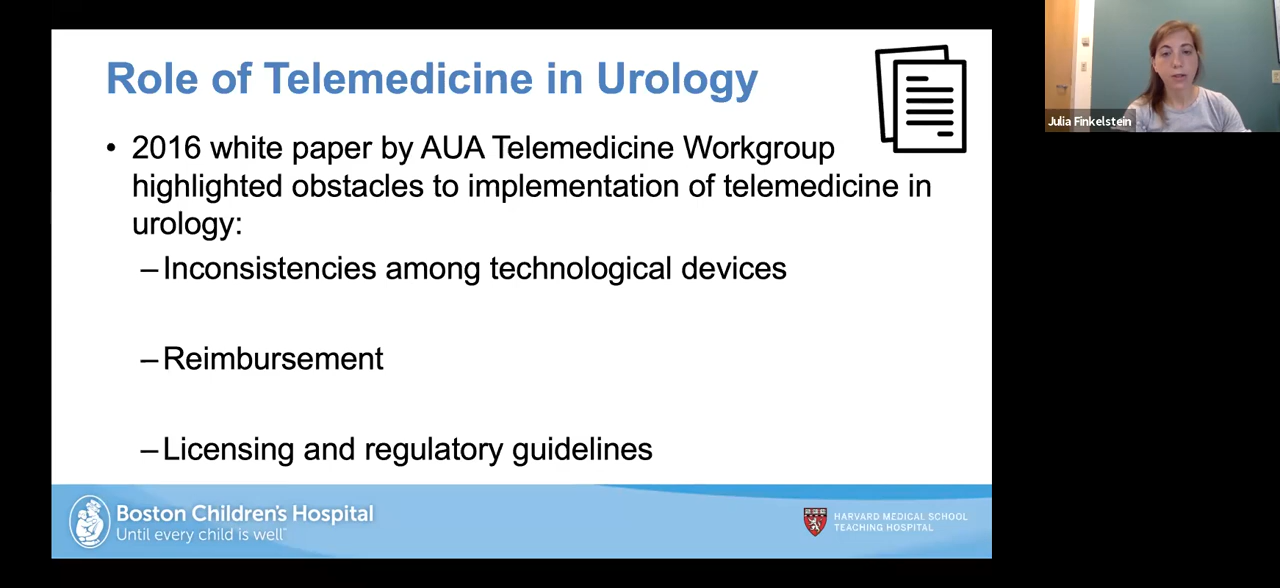 Role of Telemedicine in Urology
• 2016 white paper by AUA Telemedicine Workgroup
highlighted obstacles to implementation of telemedicine in
urology:
–Inconsistencies among technological devices
–Reimbursement
–Licensing and regulatory guidelines
Boston Children's Hospital
Until every child is well™
HARVARD MEDICAL SCHOOL
TEACHING HOSPITAL
Julia Finkelstein